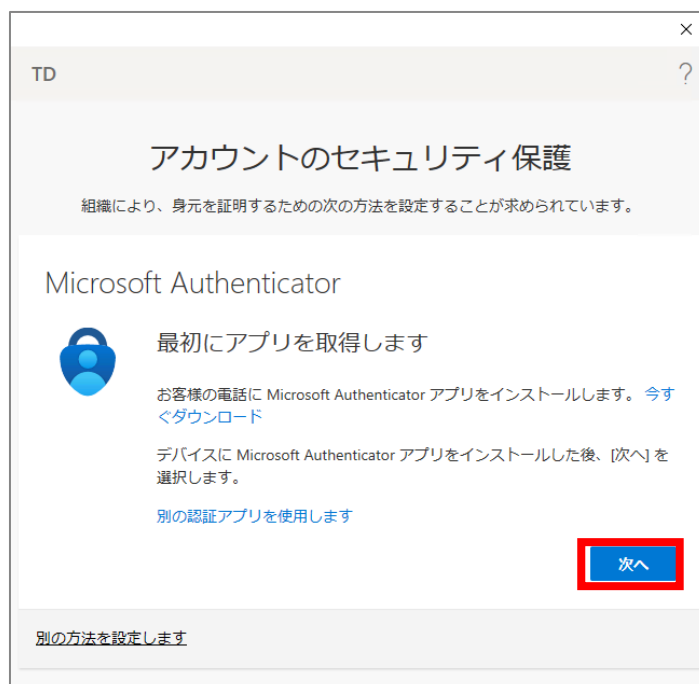 TD
アカウントのセキュリティ保護
組織により、身元を証明するための次の方法を設定することが求められています。
Microsoft Authenticator
最初にアプリを取得します
お客様の電話に Microsoft Authenticator アプリをインストールします。 今す
ぐダウンロード
デバイスに Microsoft Authenticator アプリをインストールした後、[次へ] を
選択します。
別の認証アプリを使用します
次へ
別の方法を設定します